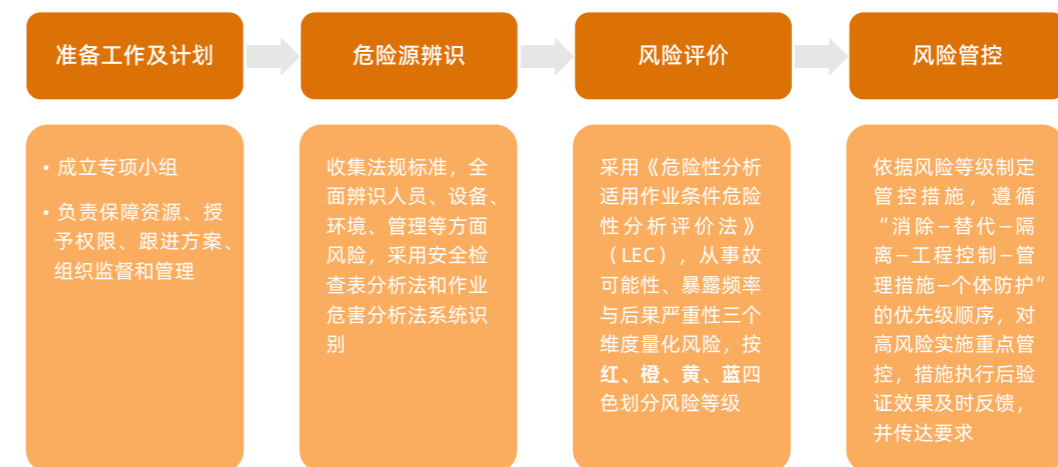 准备工作及计划
危险源辨识
风险评价
风险管控
• 成立专项小组
• 负责保障资源、授
予权限、跟进方案、
组织监督和管理
收集法规标准，全
面辨识人员、设备、
环境、管理等方面
风险，采用安全检
查表分析法和作业
危害分析法系统识
别
采用《危险性分析
适用作业条件危险
性分析评价法》
（LEC），从事故
可能性、暴露频率
与后果严重性三个
维度量化风险，按
红、橙、黄、蓝四
色划分风险等级
依据风险等级制定
管控措施，遵循
“消除–替代–隔
离–工程控制–管
理措施–个体防护”
的优先级顺序，对
高风险实施重点管
控，措施执行后验
证效果及时反馈，
并传达要求